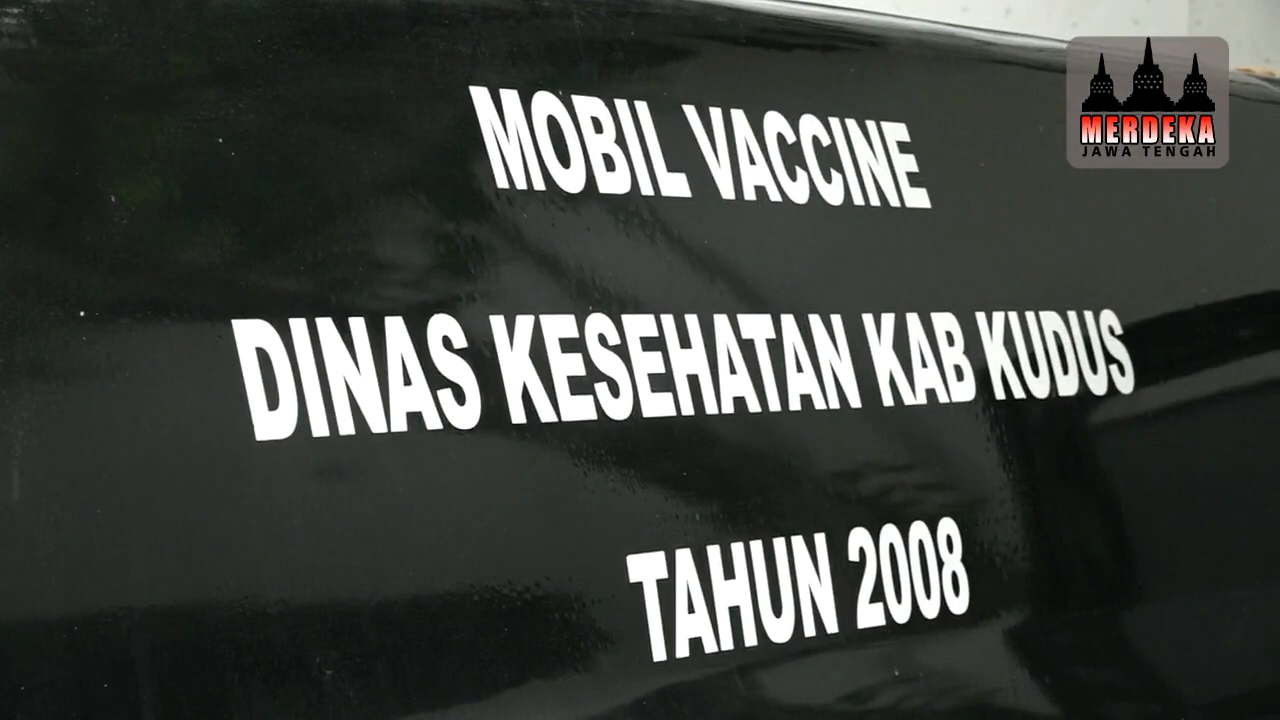 MERDEKA
JAWA TENGAH
MOBIL VACCINE
DINAS KESEHATAN KAB KUDUS
TAHUN 2008